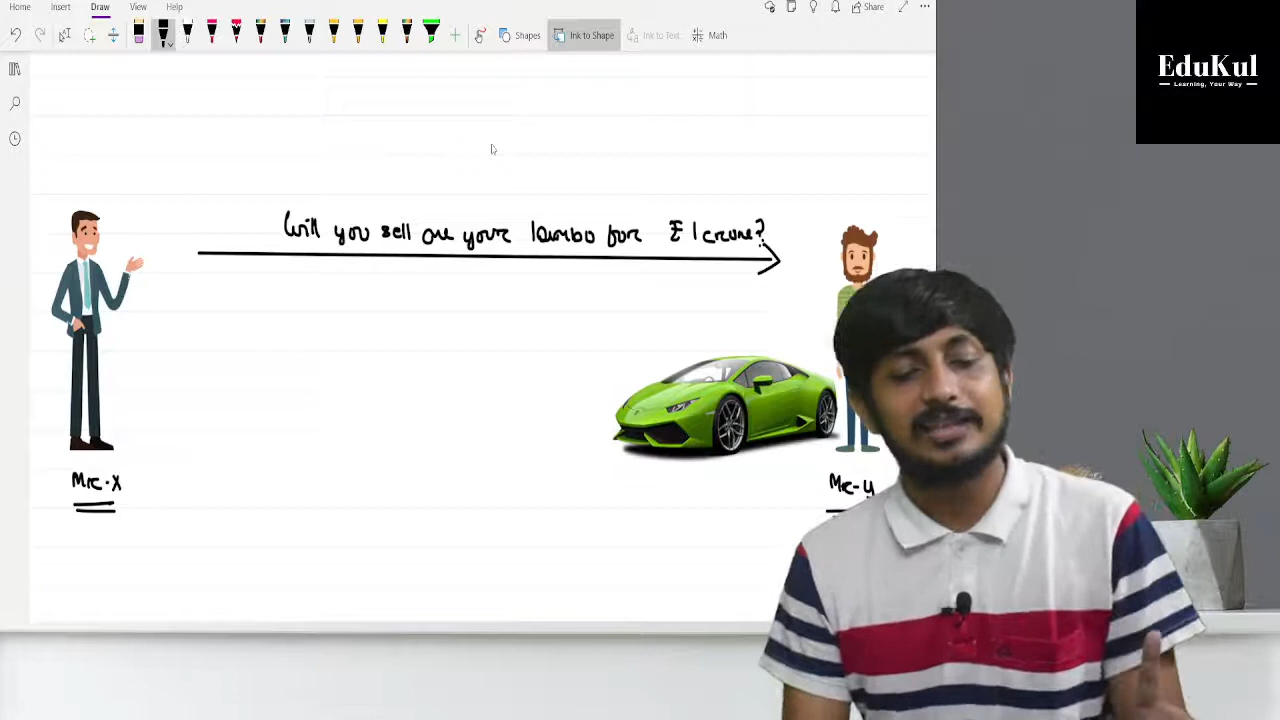 Home Insert Draw View Help Share
Shapes Ink to Shape Ink to Text Math
EduKul
Learning, Your Way
Will you sell me your lambo for ₹ 1 crore?
Mr. X
Mr. Y